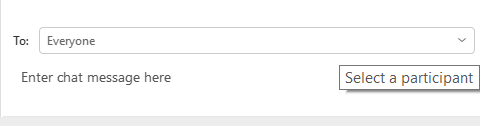 To: Everyone
Enter chat message here
Select a participant